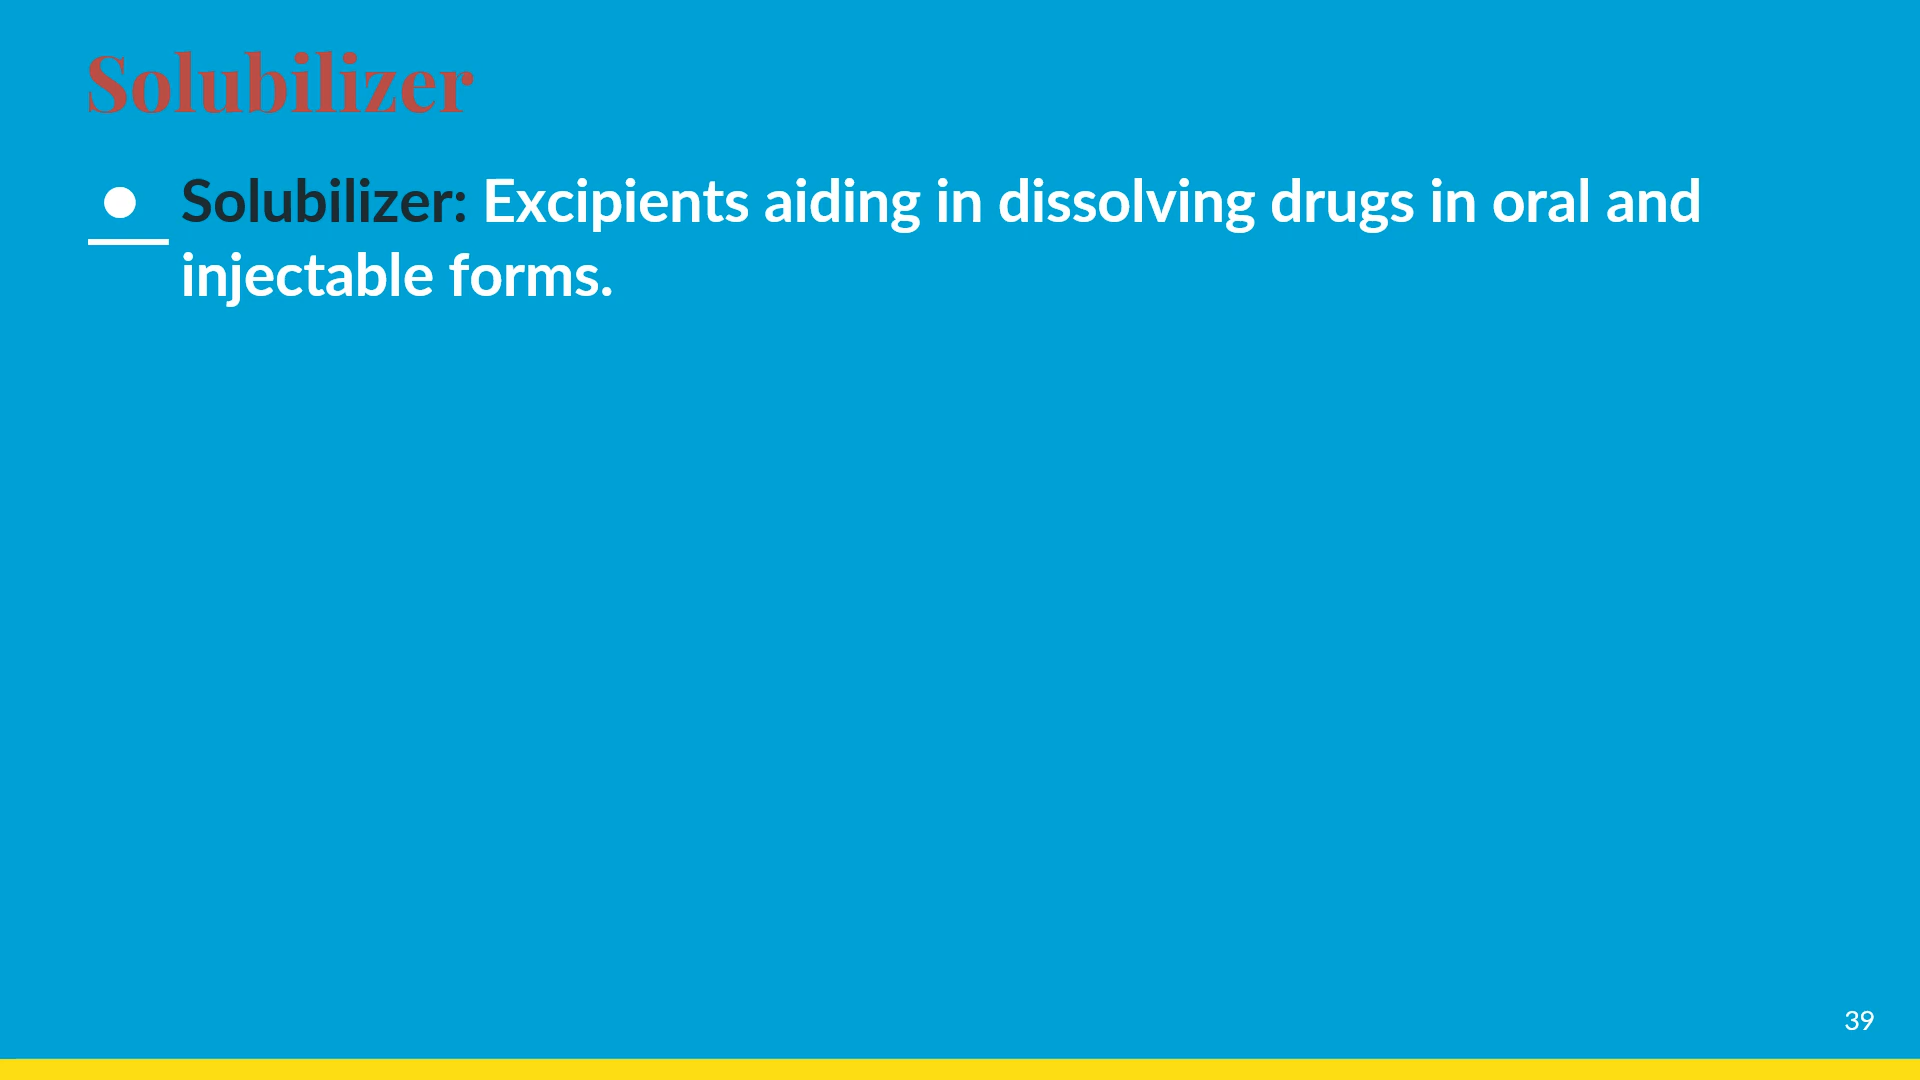 Solubilizer
● Solubilizer: Excipients aiding in dissolving drugs in oral and
injectable forms.
39